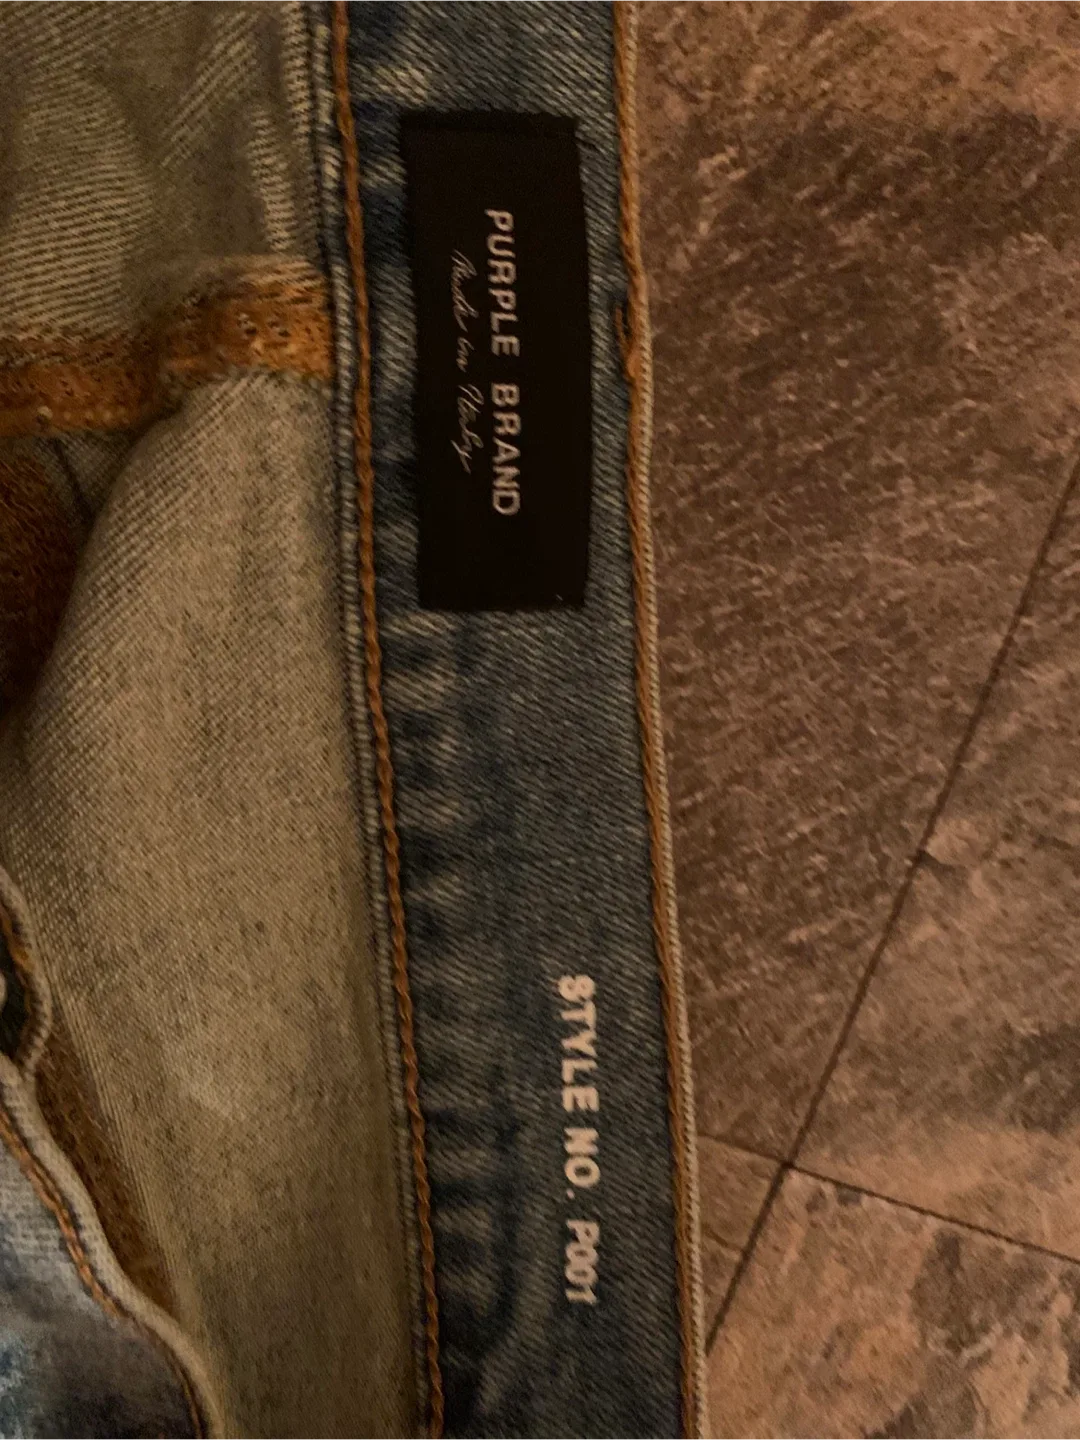 PURPLE BRAND
Made in Italy
STYLE NO. P001